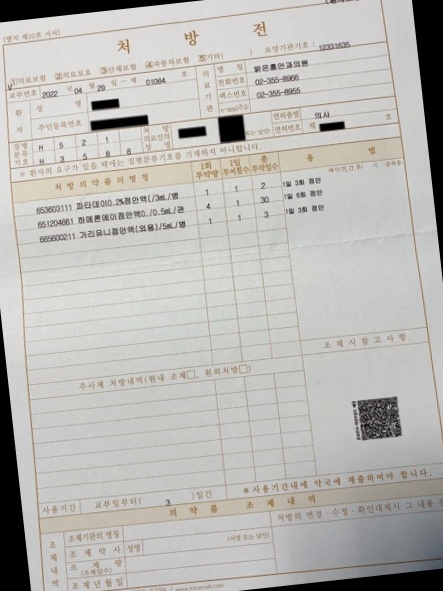 [별지 제10호 서식]
처 방 전
①의료보험 ②의료보호 ③산재보험 ④자동차보험 ⑤기타( ) 요양기관기호: 12331635
교부번호 2022 년 04 월 29 일 - 제 01064 호
의료기관
명 칭 밝은홍안과의원
전화번호 02-355-8966
팩스번호 02-355-8955
e-mail주소
환자
성 명
주민등록번호
질병분류기호
H 5 2 1
H 3 5 8 8
처 방 의료인의 성 명
면허종별 의사
면허번호 제
※ 환자의 요구가 있을 때에는 질병분류기호를 기재하지 아니합니다.
처 방 의 약 품 의 명 칭 1회 투약량 1일 투여횟수 총 투약일수 용 법
653603111 파타데이0.2%점안액(/3mL/병 1 1 2 1일 3회 점안
651204661 하메론에이점안액0./0.5mL/관 4 1 30 1일 6회 점안
665600211 가리유니점안액(외용)/5mL/병 1 1 3 1일 3회 점안
조 제 시 참 고 사 항
주사제 처방내역(원내 조제□, 원외처방□)
사용기간 교부일부터( 3 )일간 ※사용기간내에 약국에 제출하여야 합니다.
의 약 품 조 제 내 역
조제내역
조제기관의 명칭
조 제 약 사 성명 (서명 또는 날인)
조 제 량 (조제일수)
조제년월일
처방의 변경·수정·확인대체시 그 내용